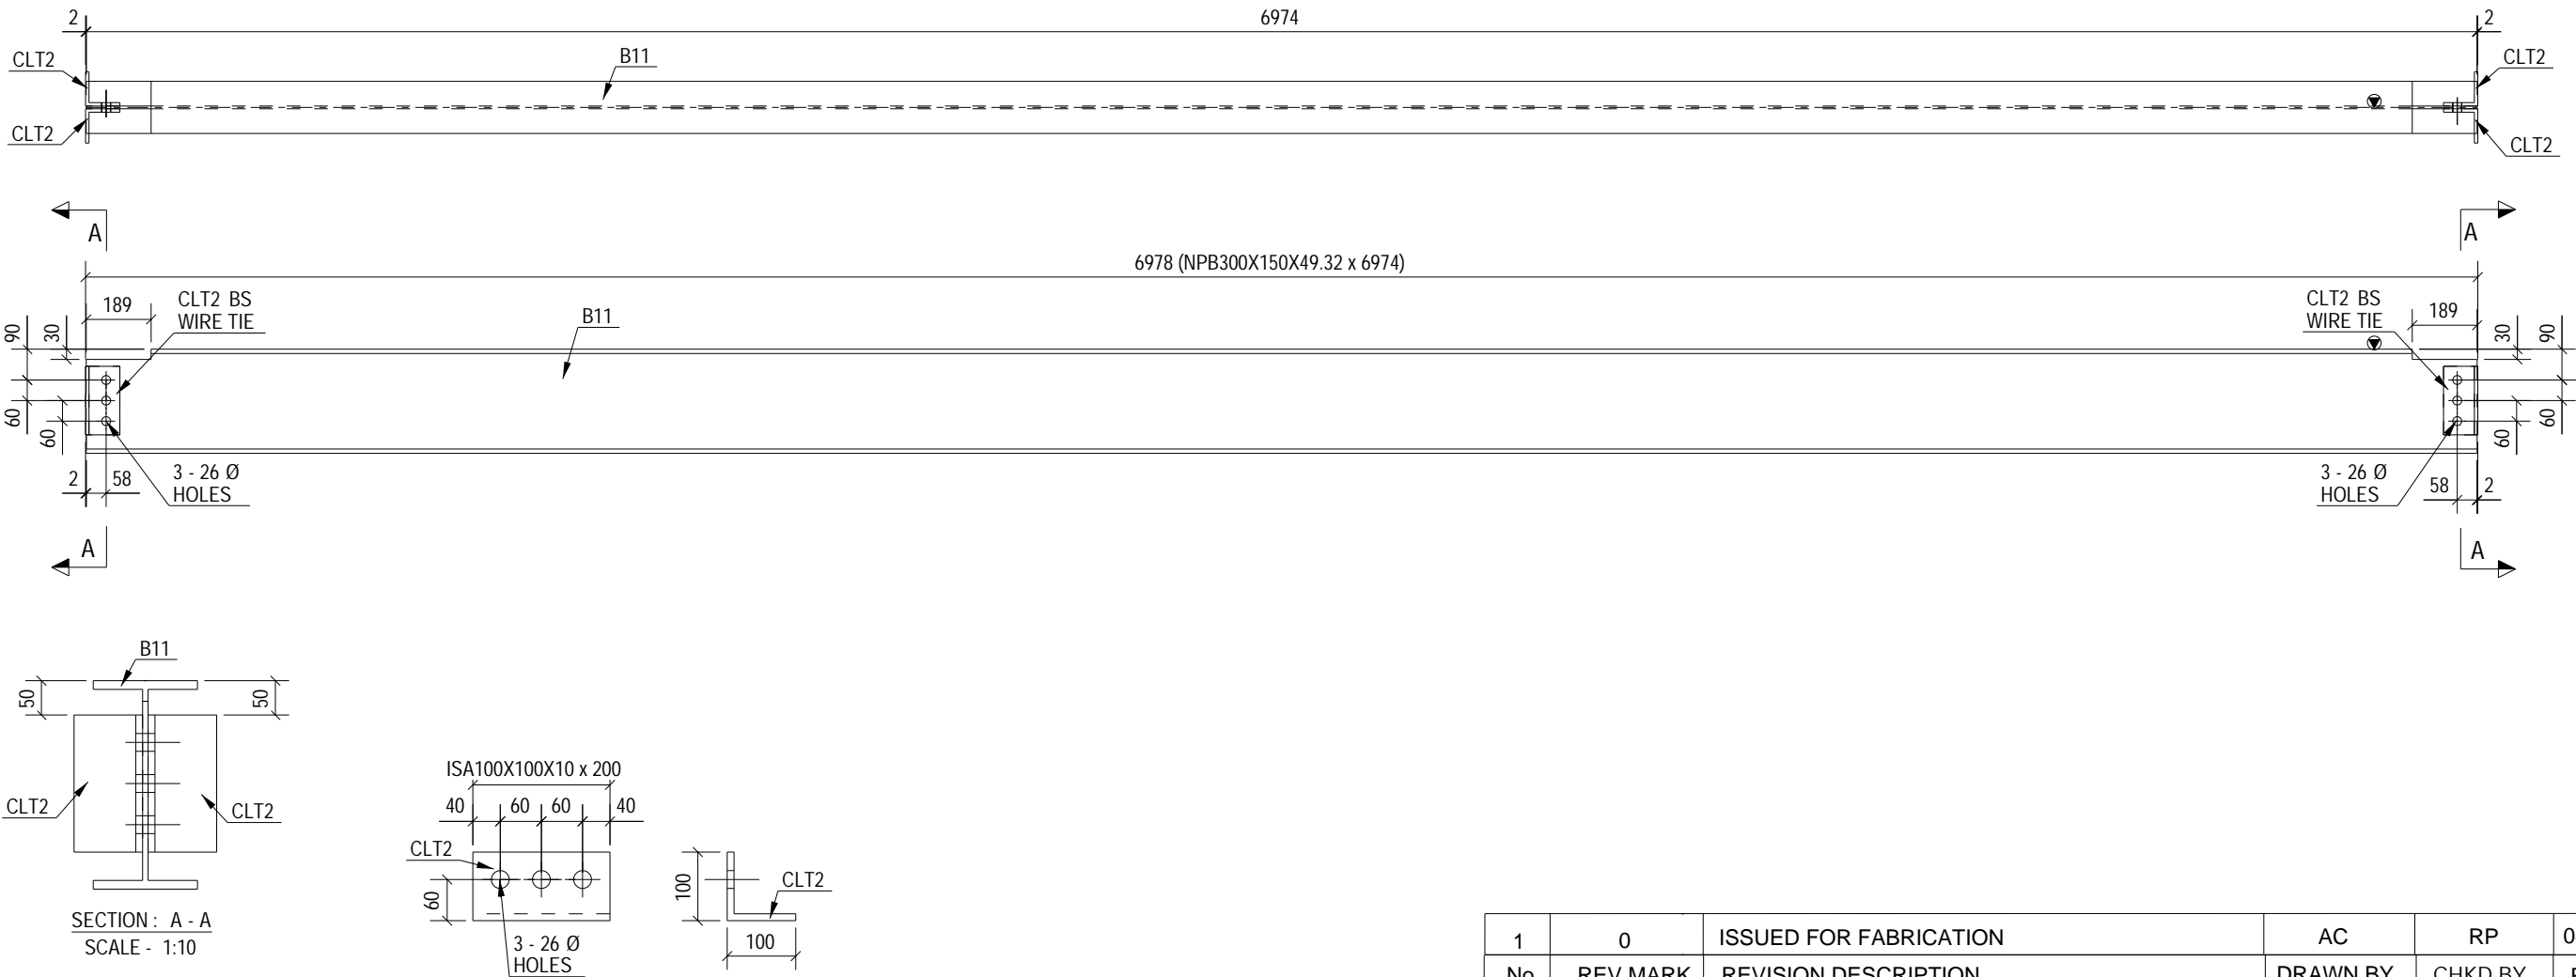 2
6974
2
CLT2
B11
CLT2
CLT2
CLT2
A
A
6978 (NPB300X150X49.32 x 6974)
189
CLT2 BS
WIRE TIE
90
30
B11
CLT2 BS
WIRE TIE
189
30
90
60
60
60
60
2
58
3 - 26 Ø
HOLES
3 - 26 Ø
HOLES
58
2
A
A
B11
50
50
CLT2
CLT2
SECTION : A - A
SCALE - 1:10
ISA100X100X10 x 200
40
60
60
40
CLT2
60
3 - 26 Ø
HOLES
100
CLT2
100
1 0 ISSUED FOR FABRICATION AC RP 0
No REV MARK REVISION DESCRIPTION DRAWN BY CHKD BY